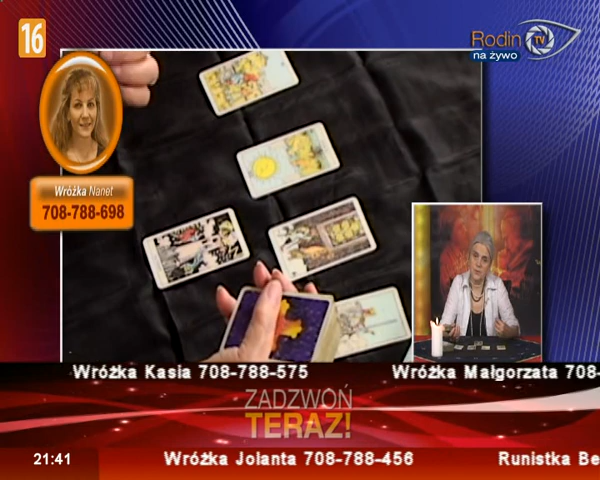 16
Rodin
TV
na żywo
Wróżka Nanet
708-788-698
Wróżka Kasia 708-788-575
Wróżka Małgorzata 708-
ZADZWOŃ
TERAZ!
21:41
Wróżka Jolanta 708-788-456
Runistka Be